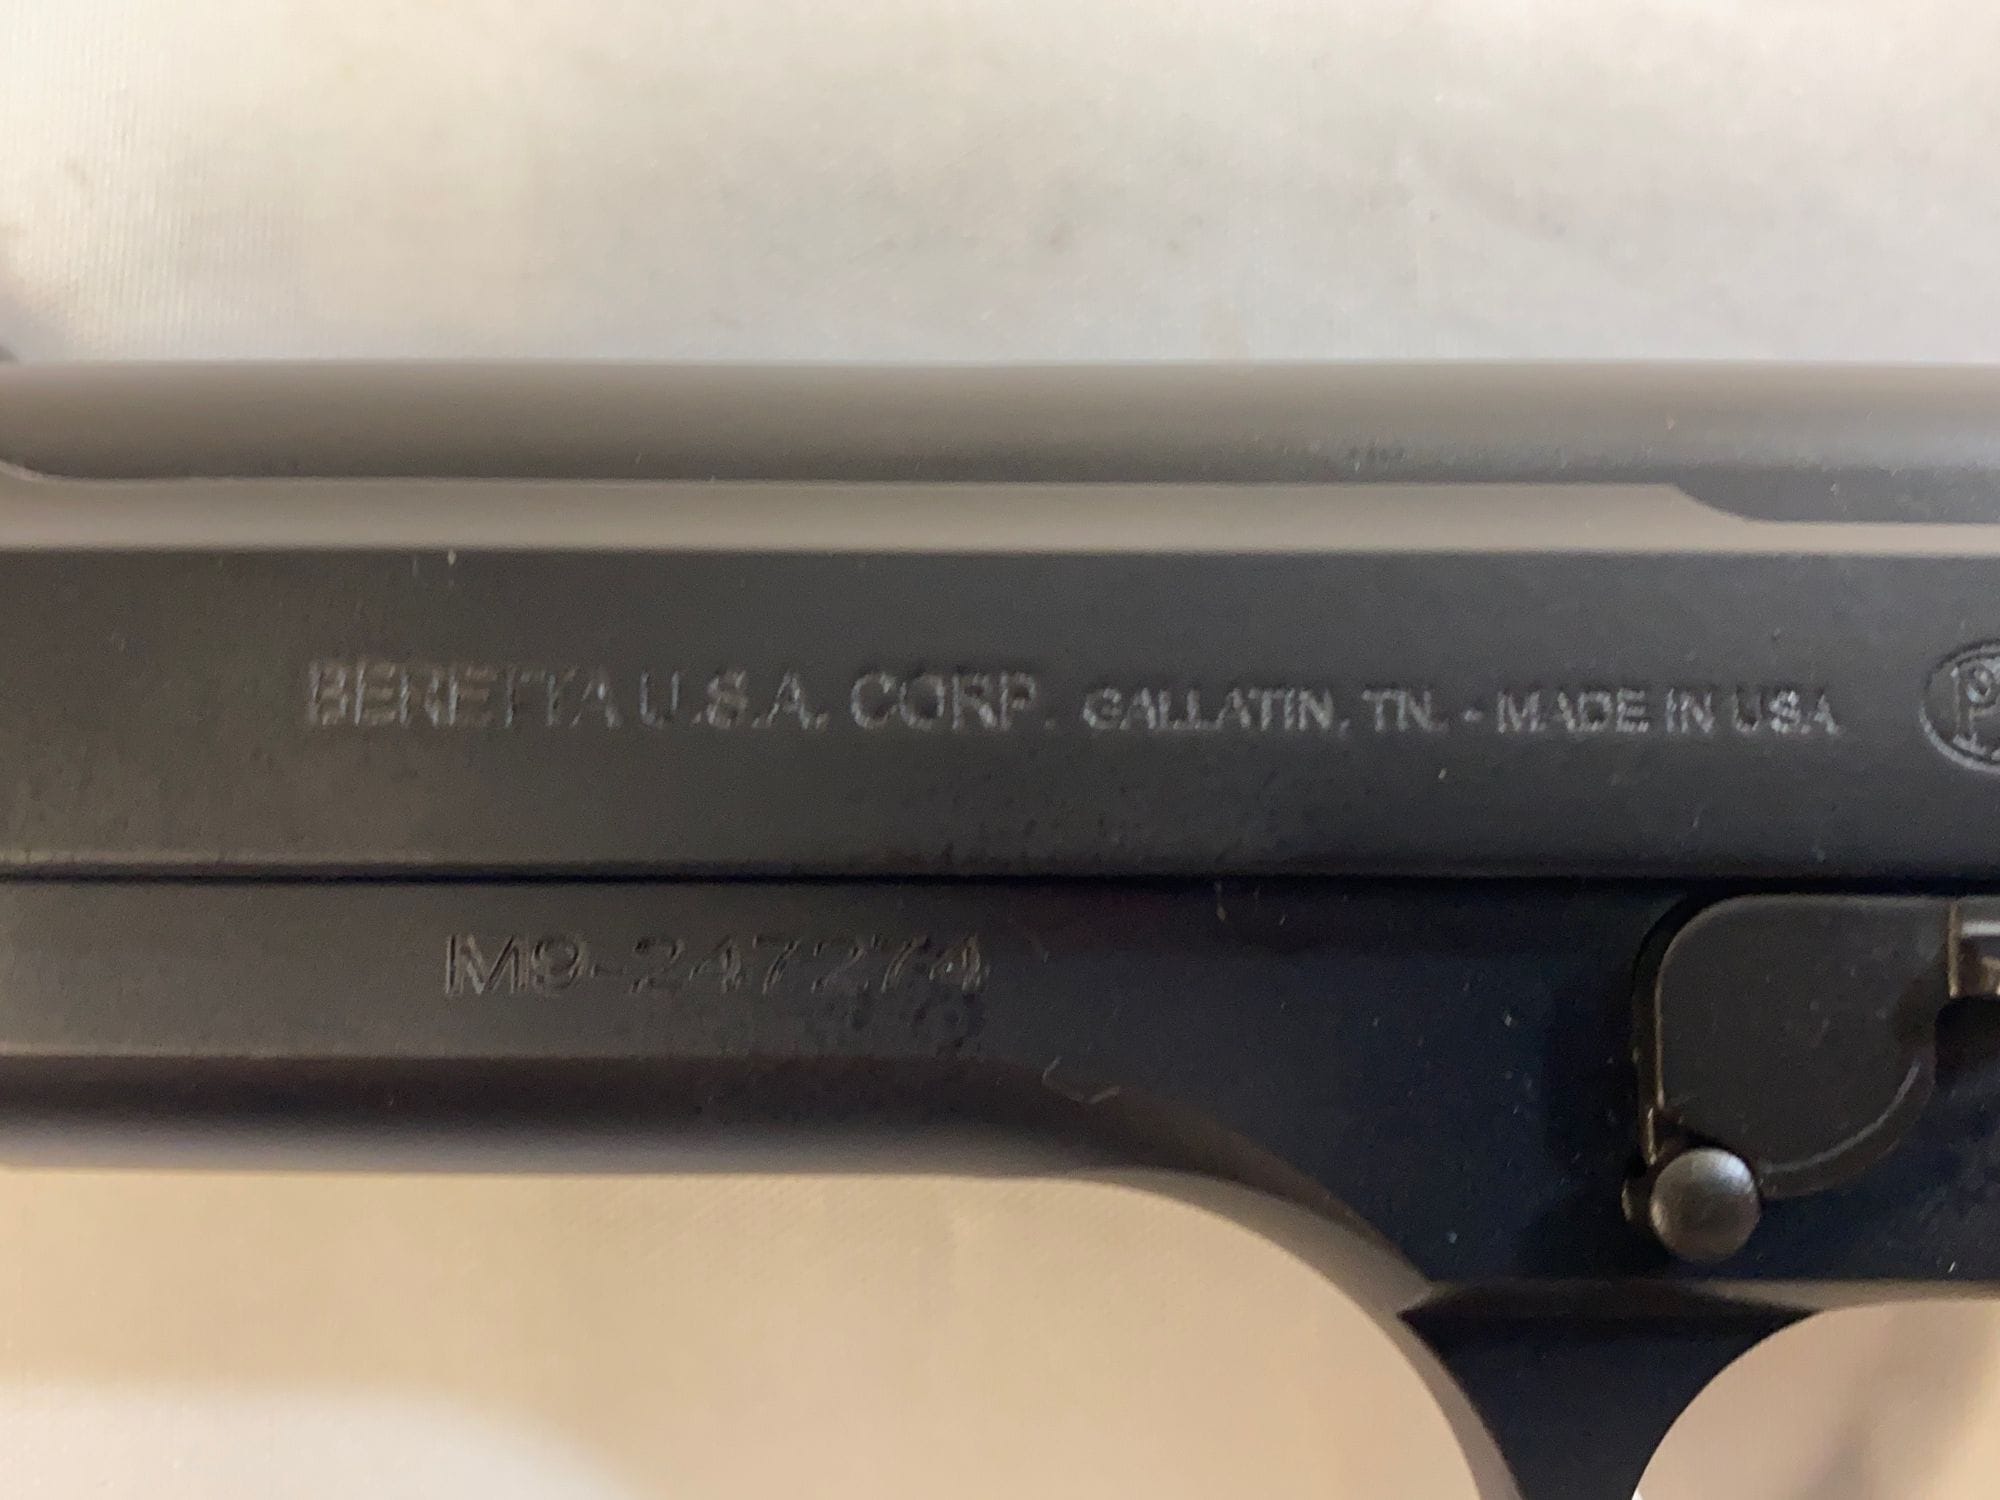 BERETTA U.S.A. CORP. GALLATIN, TN. - MADE IN USA
M9-247274